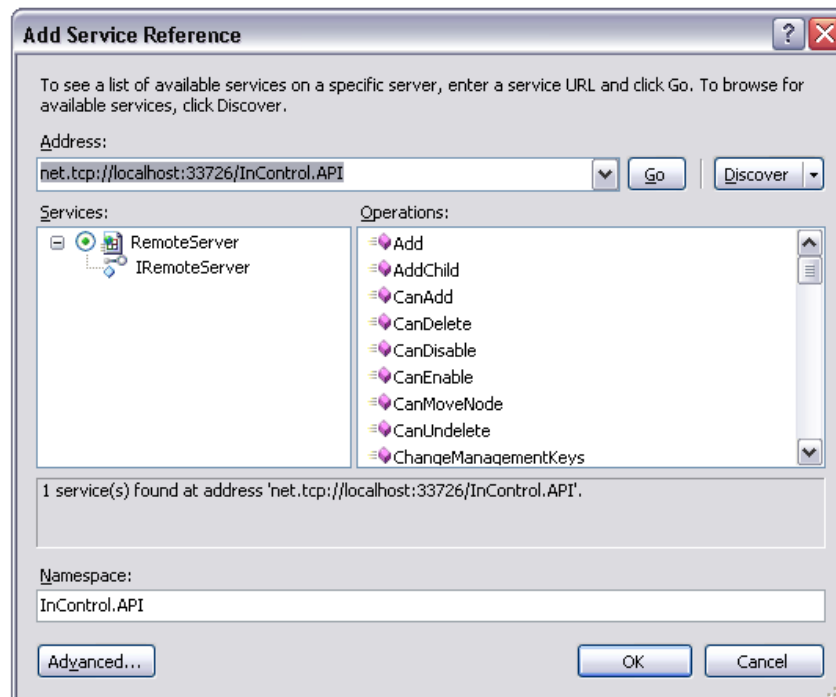 Add Service Reference
To see a list of available services on a specific server, enter a service URL and click Go. To browse for
available services, click Discover.
Address:
net.tcp://localhost:33726/InControl.API
Go
Discover
Services:
Operations:
RemoteServer
IRemoteServer
Add
AddChild
CanAdd
CanDelete
CanDisable
CanEnable
CanMoveNode
CanUndelete
ChangeManagementKeys
1 service(s) found at address 'net.tcp://localhost:33726/InControl.API'.
Namespace:
InControl.API
Advanced...
OK
Cancel